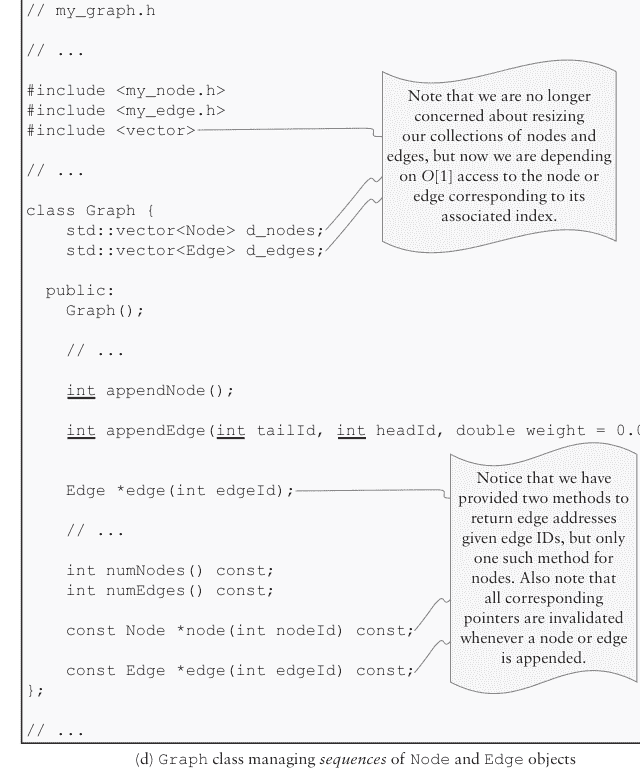 // my_graph.h
// ...
#include <my_node.h>
#include <my_edge.h>
#include <vector>
// ...
class Graph {
    std::vector<Node> d_nodes;
    std::vector<Edge> d_edges;
Note that we are no longer
concerned about resizing
our collections of nodes and
edges, but now we are depending
on O[1] access to the node or
edge corresponding to its
associated index.
  public:
    Graph();
    // ...
    int appendNode();
    int appendEdge(int tailId, int headId, double weight = 0.0
    Edge *edge(int edgeId);
    // ...
    int numNodes() const;
    int numEdges() const;
    const Node *node(int nodeId) const;
    const Edge *edge(int edgeId) const;
Notice that we have
provided two methods to
return edge addresses
given edge IDs, but only
one such method for
nodes. Also note that
all corresponding
pointers are invalidated
whenever a node or edge
is appended.
};
// ...
(d) Graph class managing sequences of Node and Edge objects